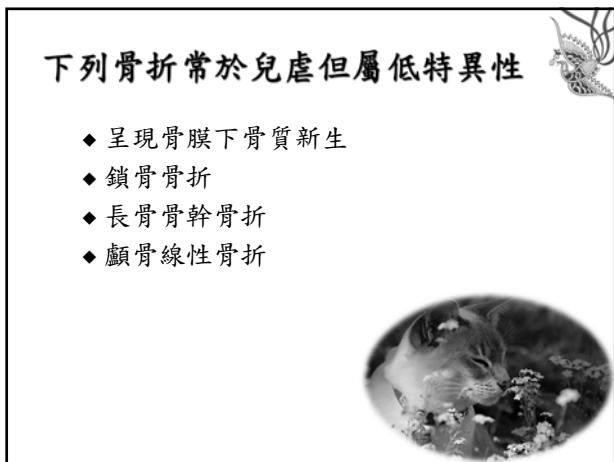 下列骨折常於兒虐但屬低特異性
呈現骨膜下骨質新生
鎖骨骨折
長骨骨幹骨折
顱骨線性骨折